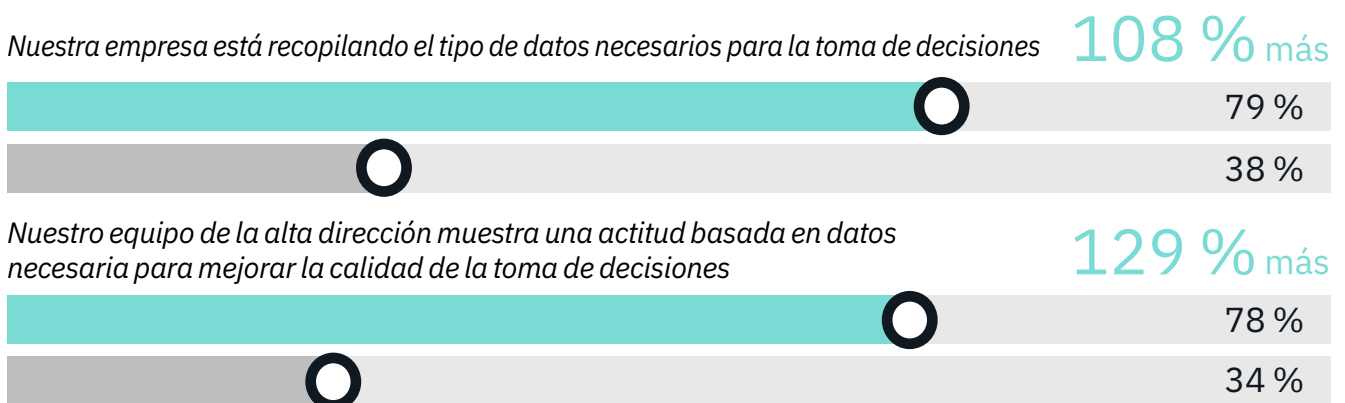 Nuestra empresa está recopilando el tipo de datos necesarios para la toma de decisiones 108 % más
79 %
38 %
Nuestro equipo de la alta dirección muestra una actitud basada en datos
necesaria para mejorar la calidad de la toma de decisiones
129 % más
78 %
34 %